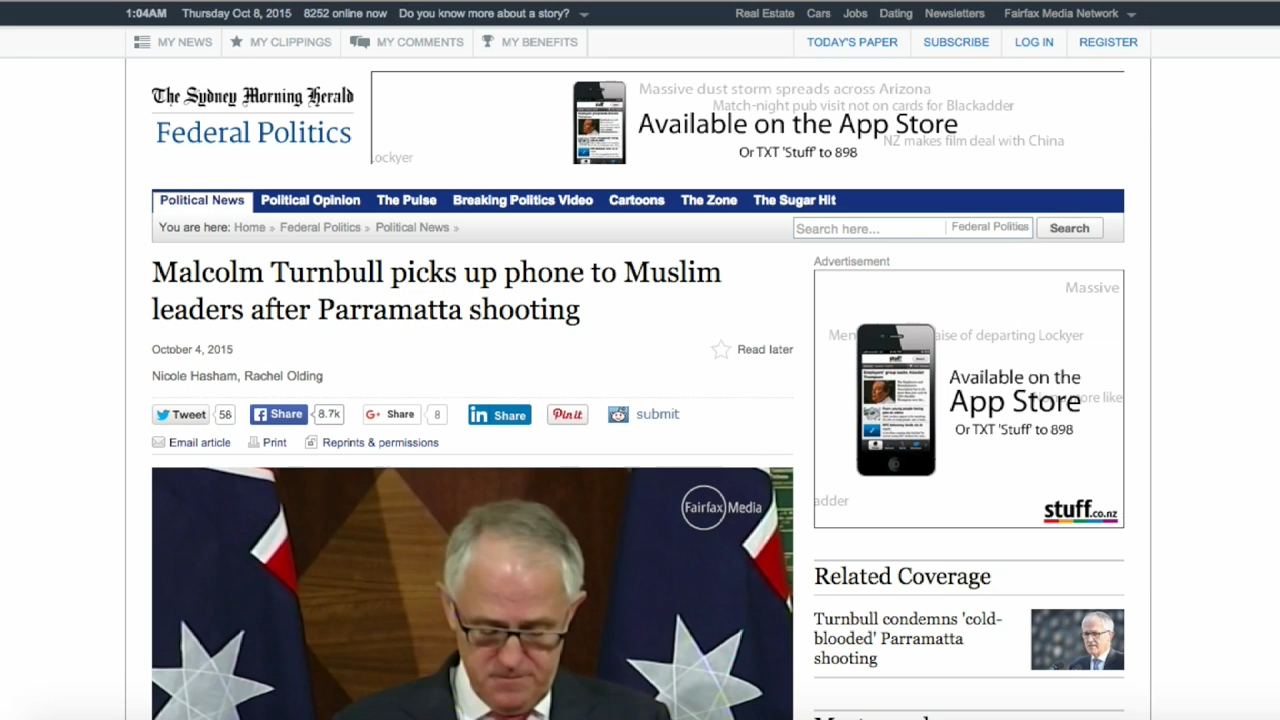 1:04AM Thursday Oct 8, 2015 8252 online now Do you know more about a story?
Real Estate Cars Jobs Dating Newsletters Fairfax Media Network
MY NEWS MY CLIPPINGS MY COMMENTS MY BENEFITS
TODAY'S PAPER SUBSCRIBE LOG IN REGISTER
The Sydney Morning Herald
Federal Politics
Massive dust storm spreads across Arizona
Match-night pub visit not on cards for Blackadder
Available on the App Store
NZ makes film deal with China
Or TXT 'Stuff' to 898
Lockyer
Political News Political Opinion The Pulse Breaking Politics Video Cartoons The Zone The Sugar Hit
You are here: Home » Federal Politics » Political News »
Search here... Federal Politics Search
Malcolm Turnbull picks up phone to Muslim
leaders after Parramatta shooting
October 4, 2015
Read later
Nicole Hasham, Rachel Olding
Tweet 56 Share 8.7k Share 8 in Share Pin it submit
Email article Print Reprints & permissions
Fairfax Media
Advertisement
Massive
aise of departing Lockyer
Available on the
App Store
more like
Or TXT 'Stuff' to 898
adder
stuff.co.nz
Related Coverage
Turnbull condemns 'cold-
blooded' Parramatta
shooting